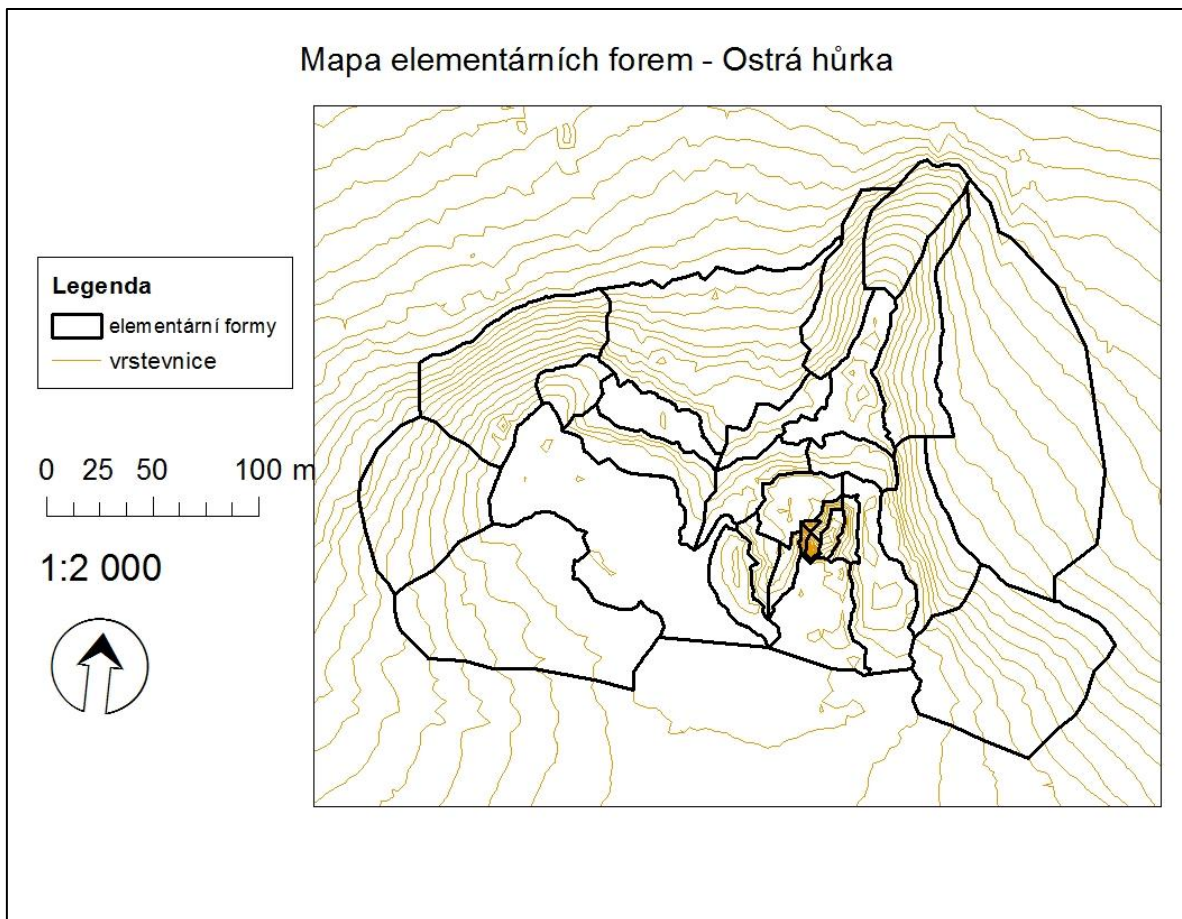 Mapa elementárních forem - Ostrá hůrka
Legenda
elementární formy
vrstevnice
0 25 50 100 m
1:2 000